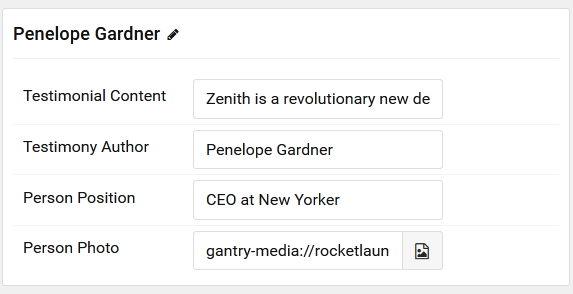 Penelope Gardner
Testimonial Content Zenith is a revolutionary new de
Testimony Author Penelope Gardner
Person Position CEO at New Yorker
Person Photo gantry-media://rocketlaun